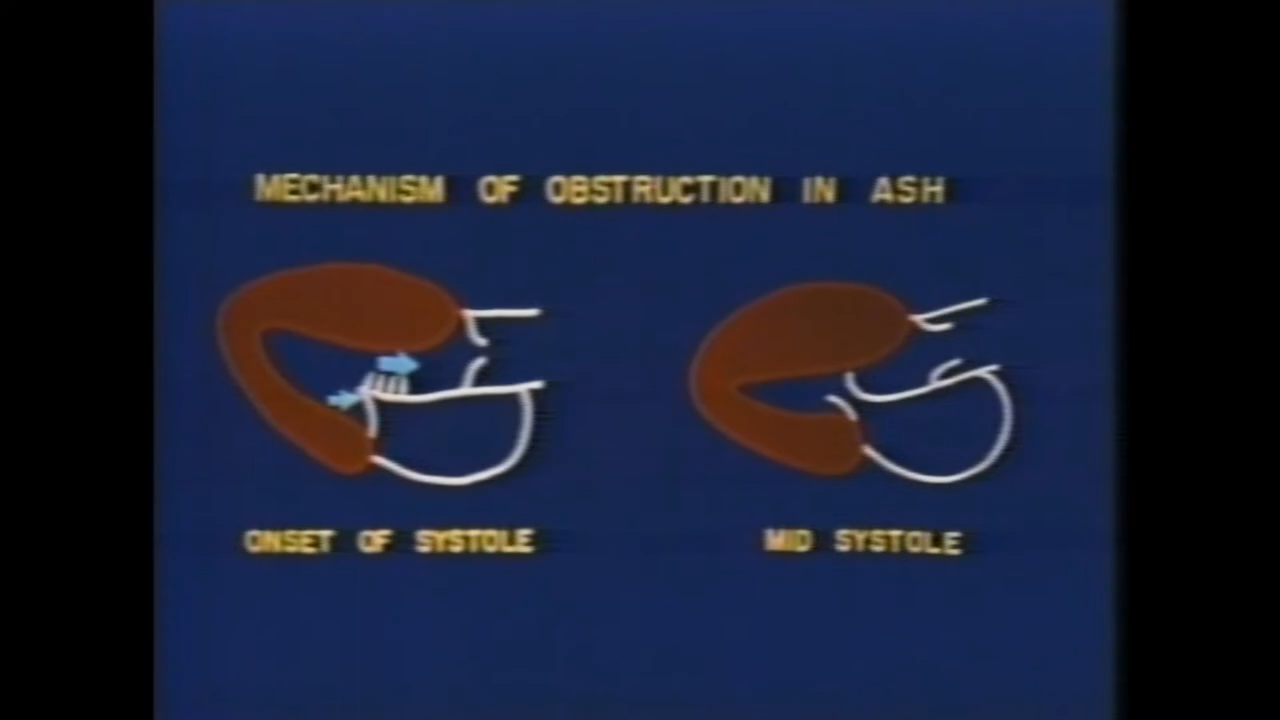 MECHANISM OF OBSTRUCTION IN ASH
ONSET OF SYSTOLE
MID SYSTOLE